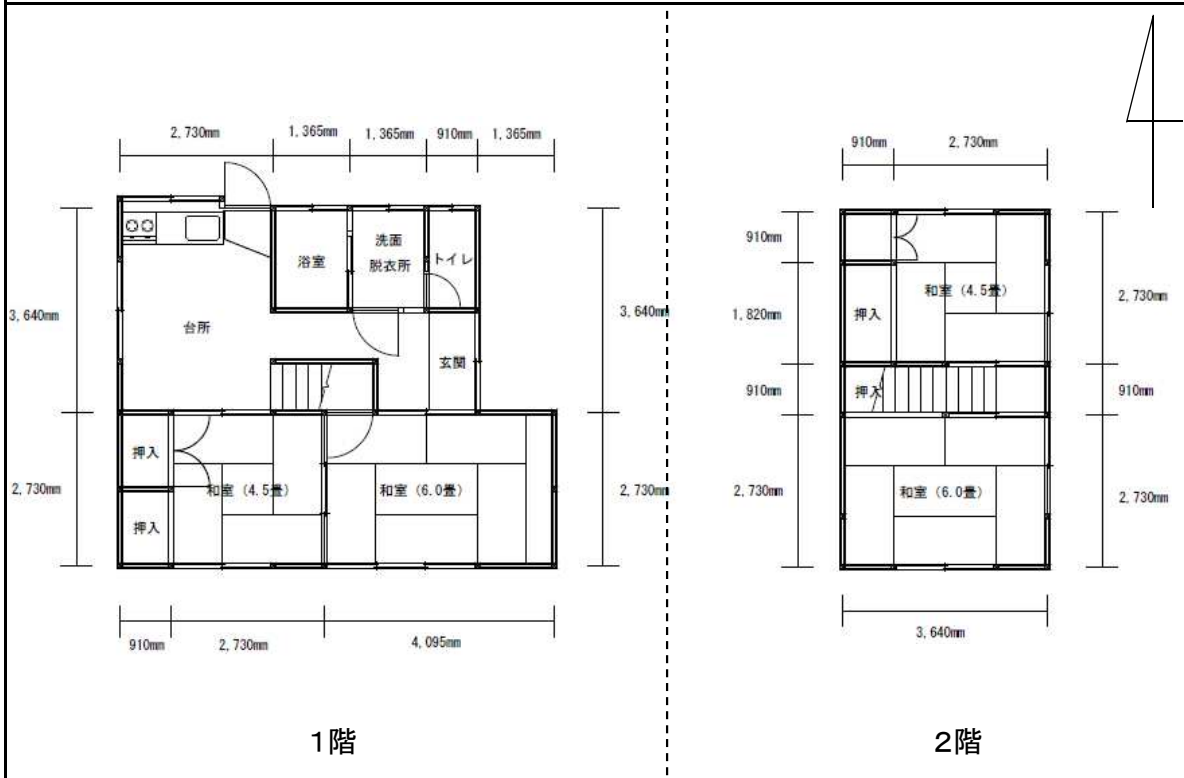 2,730mm
1,365mm
1,365mm
910mm
1,365mm
3,640mm
2,730mm
3,640mm
2,730mm
浴室
洗面
脱衣所
トイレ
台所
玄関
押入
押入
和室（4.5畳）
和室（6.0畳）
910mm
2,730mm
4,095mm
1階
910mm
2,730mm
910mm
1,820mm
910mm
2,730mm
2,730mm
910mm
2,730mm
和室（4.5畳）
押入
押入
和室（6.0畳）
3,640mm
2階